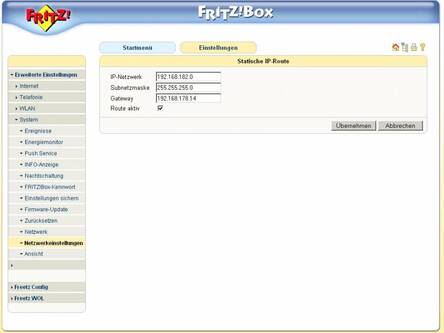 FRITZ!
FRITZ!Box
Startmenü
Einstellungen
Statische IP-Route
IP-Netzwerk
192.168.182.0
Subnetzmaske
255.255.255.0
Gateway
192.168.178.14
Route aktiv
Übernehmen
Abbrechen
Erweiterte Einstellungen
Internet
Telefonie
WLAN
System
Ereignisse
Energiemonitor
Push Service
INFO-Anzeige
Nachtschaltung
FRITZ!Box-Kennwort
Einstellungen sichern
Firmware-Update
Zurücksetzen
Netzwerk
Netzwerkeinstellungen
Ansicht
Freetz Config
Freetz WOL